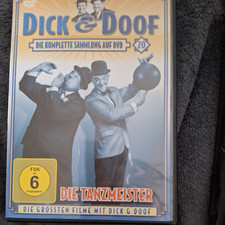 DICK & DOOF
DIE KOMPLETTE SAMMLUNG AUF DVD
20
FSK
6
DIE TANZMEISTER
DIE GRÖSSTEN FILME MIT DICK & DOOF